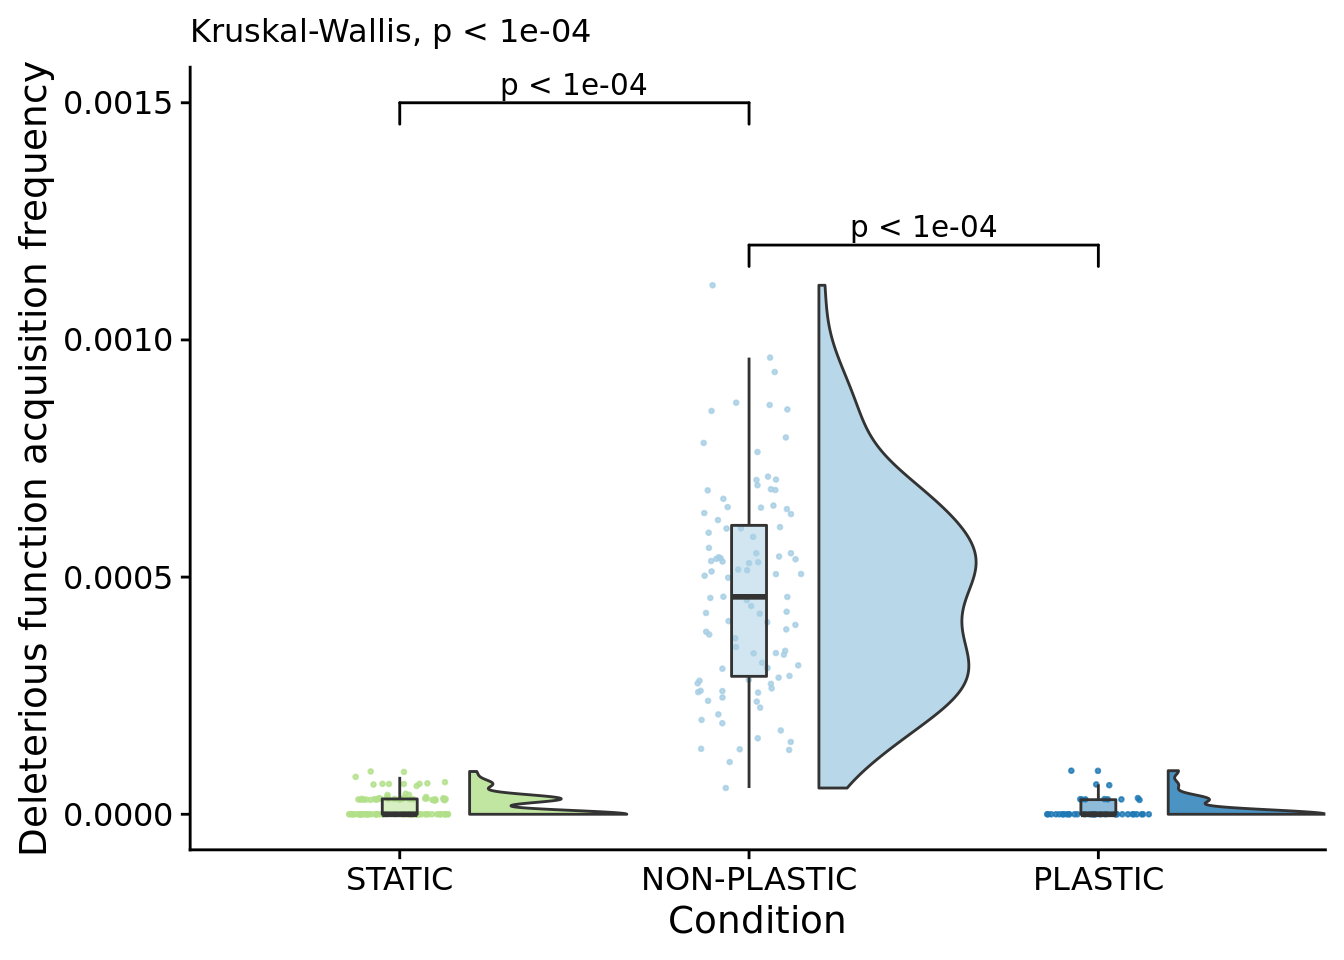 Kruskal-Wallis, p < 1e-04
p < 1e-04
p < 1e-04
Deleterious function acquisition frequency
0.0015
0.0010
0.0005
0.0000
STATIC
NON-PLASTIC
PLASTIC
Condition